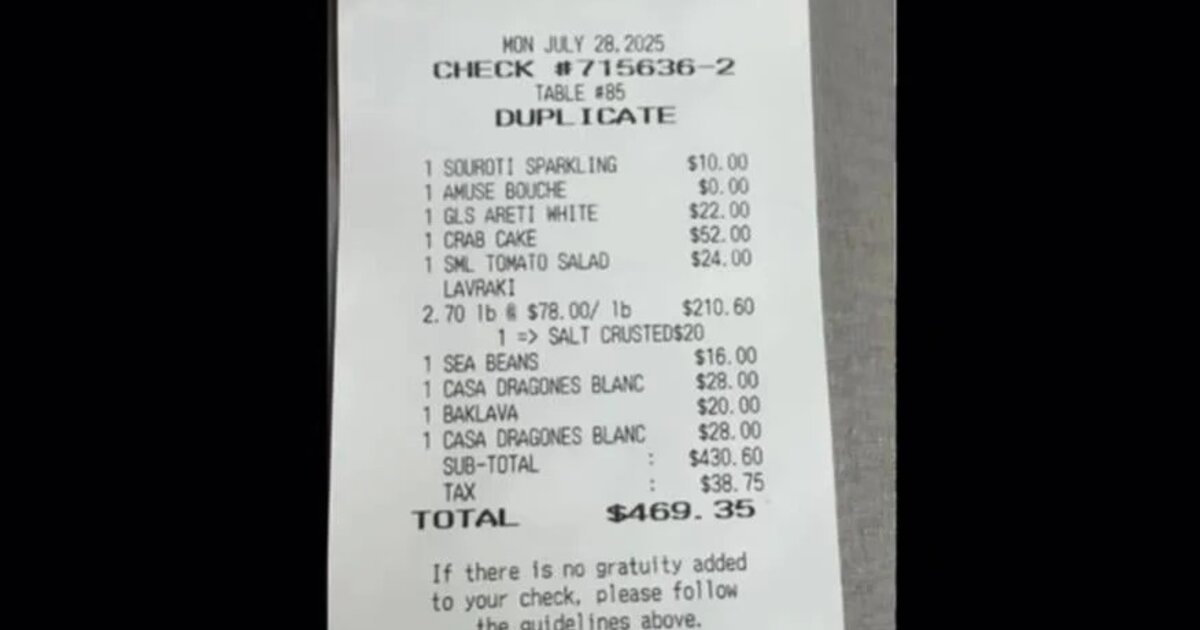 MON JULY 28, 2025
CHECK #715636-2
TABLE #85
DUPLICATE
1 SOUROTI SPARKLING $10.00
1 AMUSE BOUCHE $0.00
1 GLS ARETI WHITE $22.00
1 CRAB CAKE $52.00
1 SML TOMATO SALAD $24.00
LAVRAKI
2.70 lb @ $78.00/ lb $210.60
1 => SALT CRUSTED$20
1 SEA BEANS $16.00
1 CASA DRAGONES BLANC $28.00
1 BAKLAVA $20.00
1 CASA DRAGONES BLANC $28.00
SUB-TOTAL : $430.60
TAX : $38.75
TOTAL $469.35
If there is no gratuity added
to your check, please follow
the guidelines above.